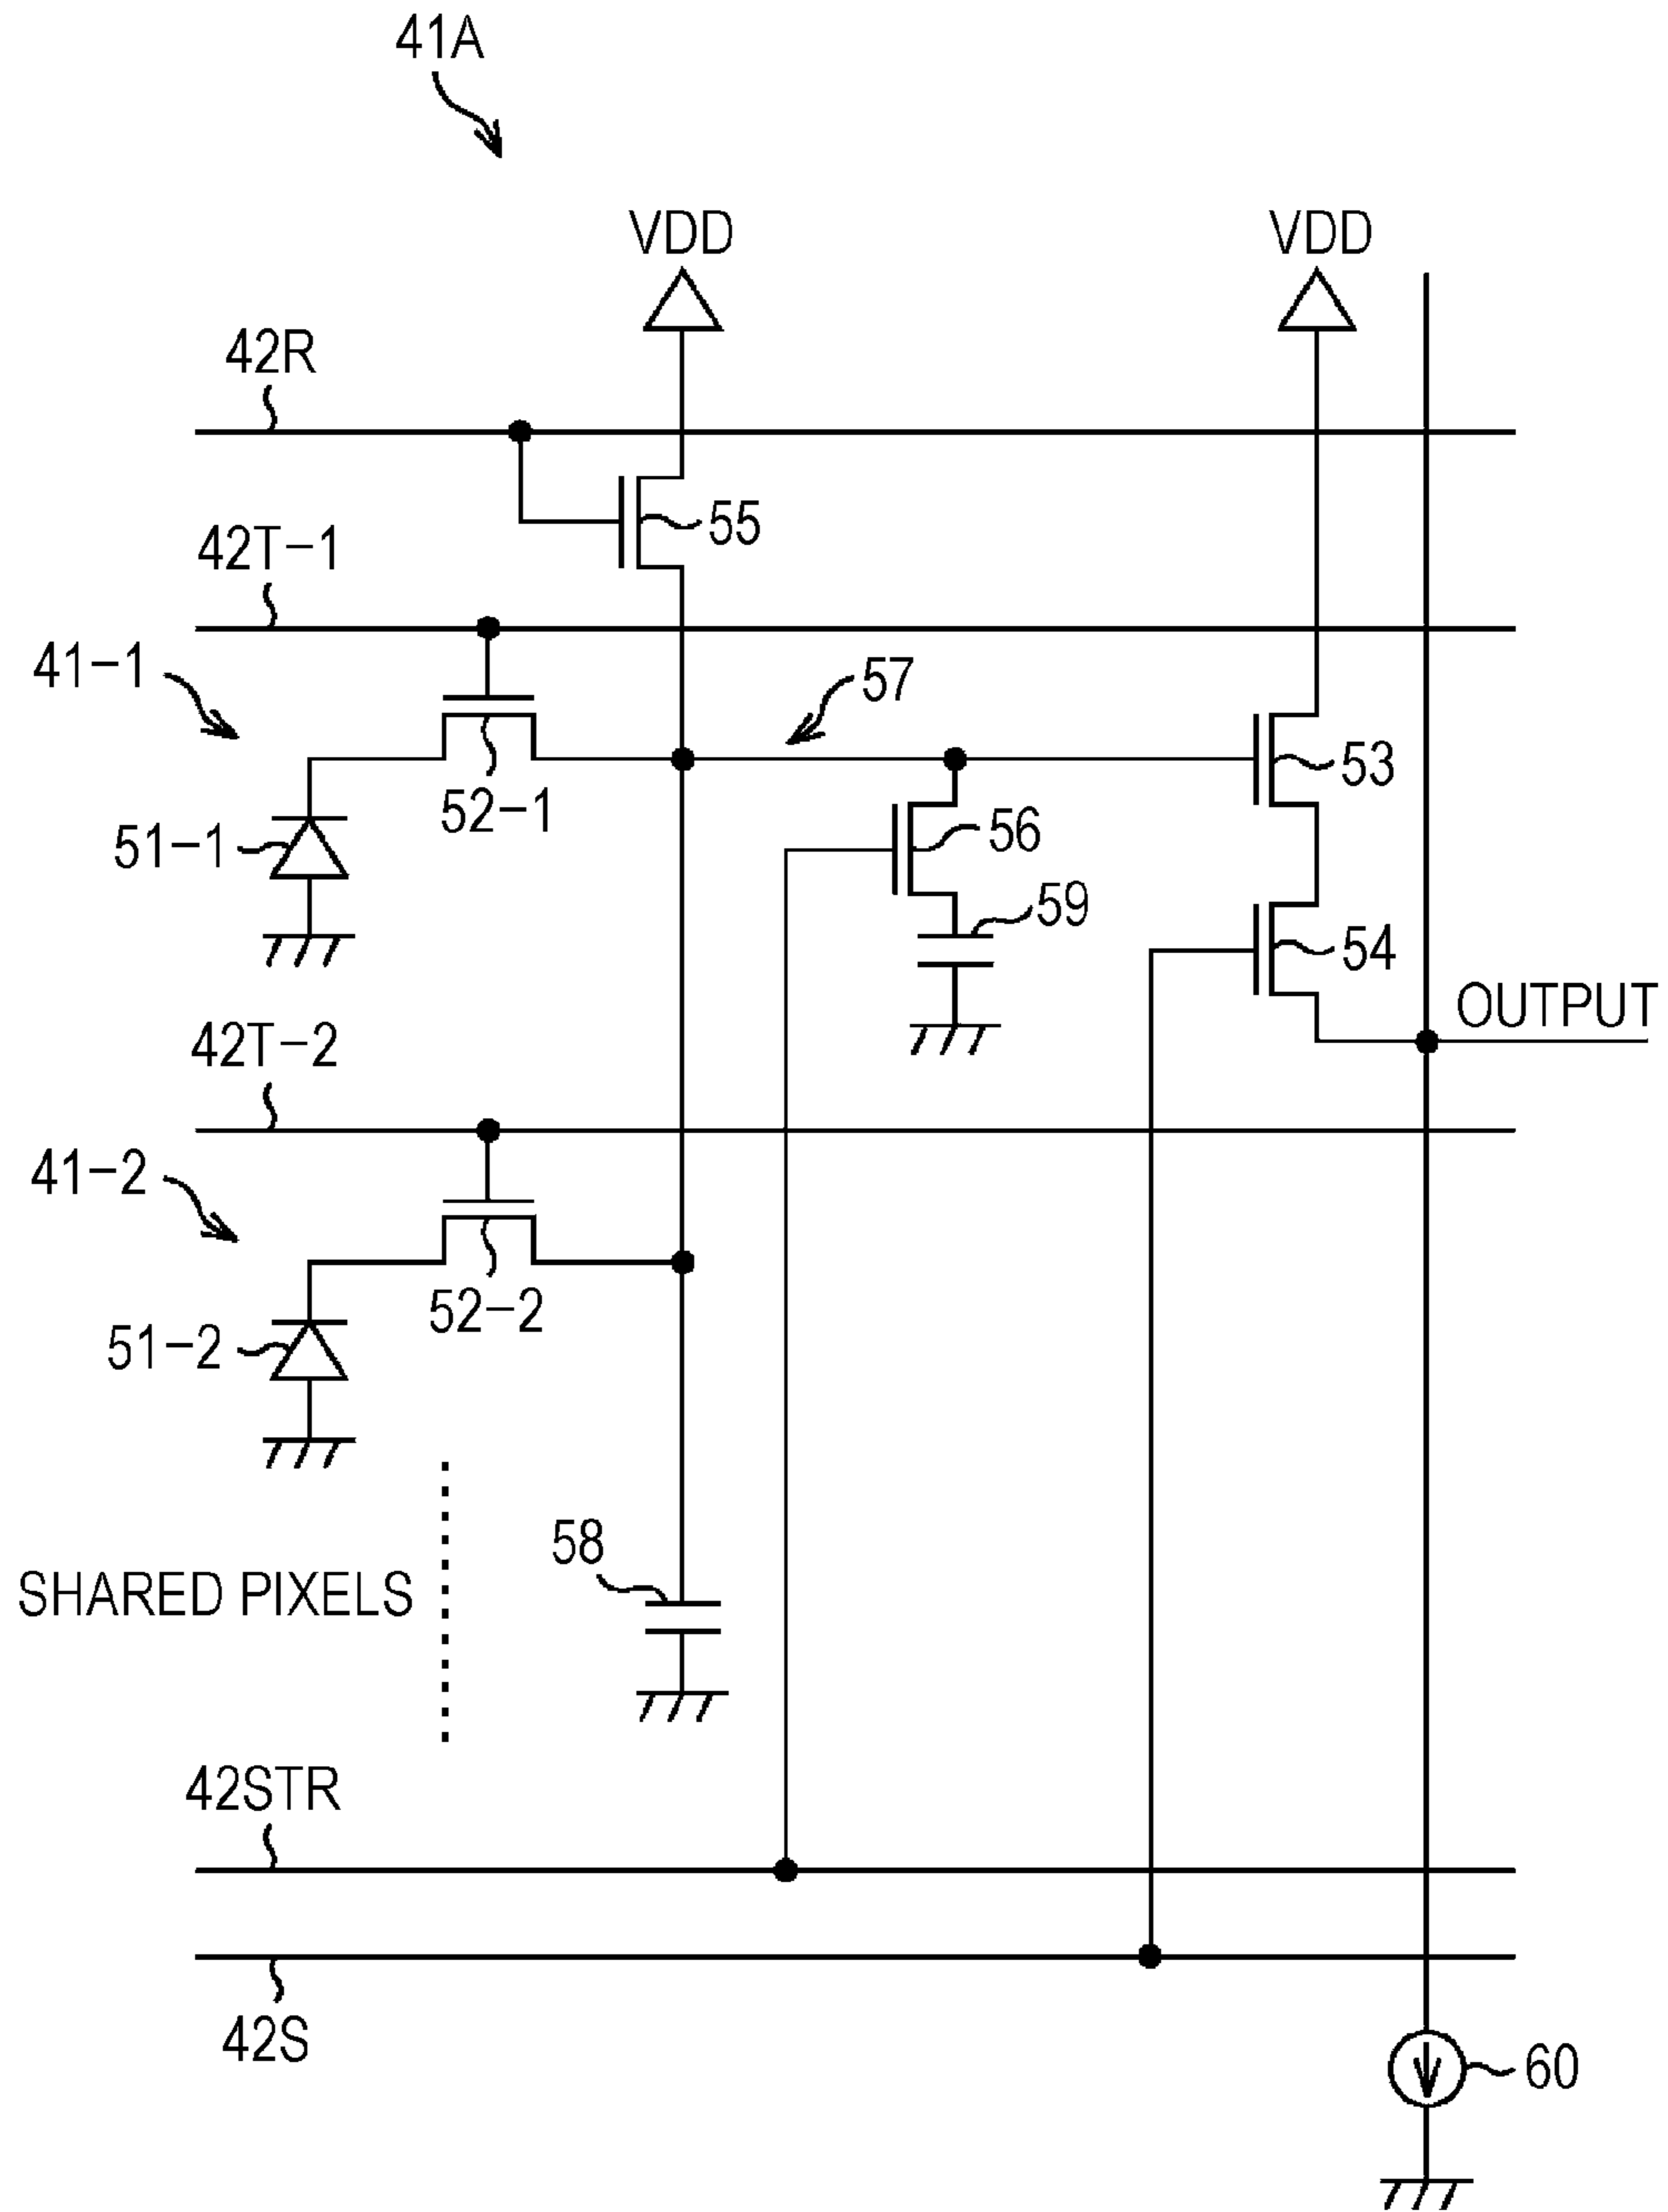 41A
VDD
VDD
42R
55
42T-1
41-1
57
53
52-1
51-1
56
59
54
OUTPUT
42T-2
41-2
52-2
51-2
58
SHARED PIXELS
42STR
42S
60